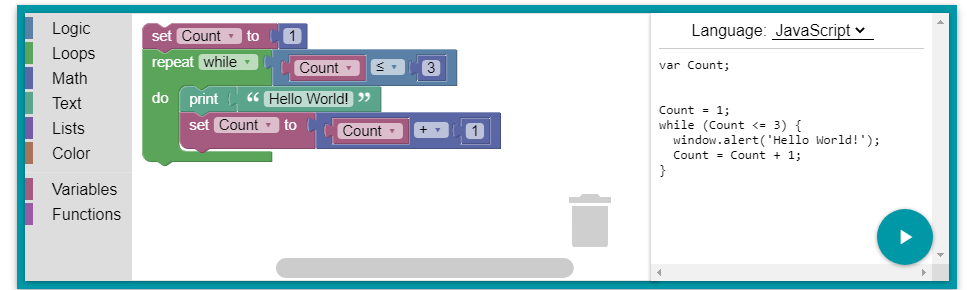 Logic
Loops
Math
Text
Lists
Color
Variables
Functions
set Count ▾ to 1
repeat while ▾ Count ▾ ≤ ▾ 3
do print “ Hello World! ”
set Count ▾ to Count ▾ + ▾ 1
Language: JavaScript
var Count;
Count = 1;
while (Count <= 3) {
  window.alert('Hello World!');
  Count = Count + 1;
}